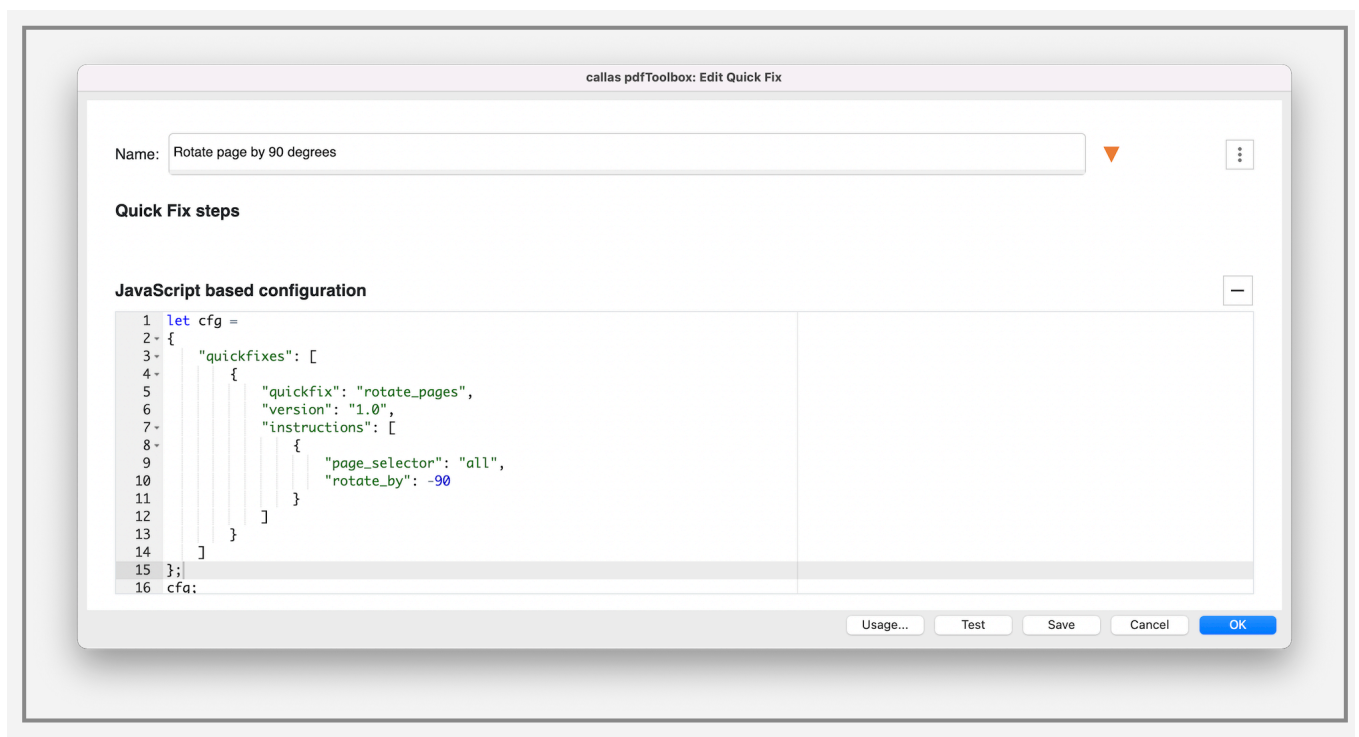 callas pdfToolbox: Edit Quick Fix
Name: Rotate page by 90 degrees
Quick Fix steps
JavaScript based configuration
1 let cfg =
2 {
3 "quickfixes": [
4 {
5 "quickfix": "rotate_pages",
6 "version": "1.0",
7 "instructions": [
8 {
9 "page_selector": "all",
10 "rotate_by": -90
11 }
12 ]
13 }
14 ]
15 };
16 cfg;
Usage... Test Save Cancel OK